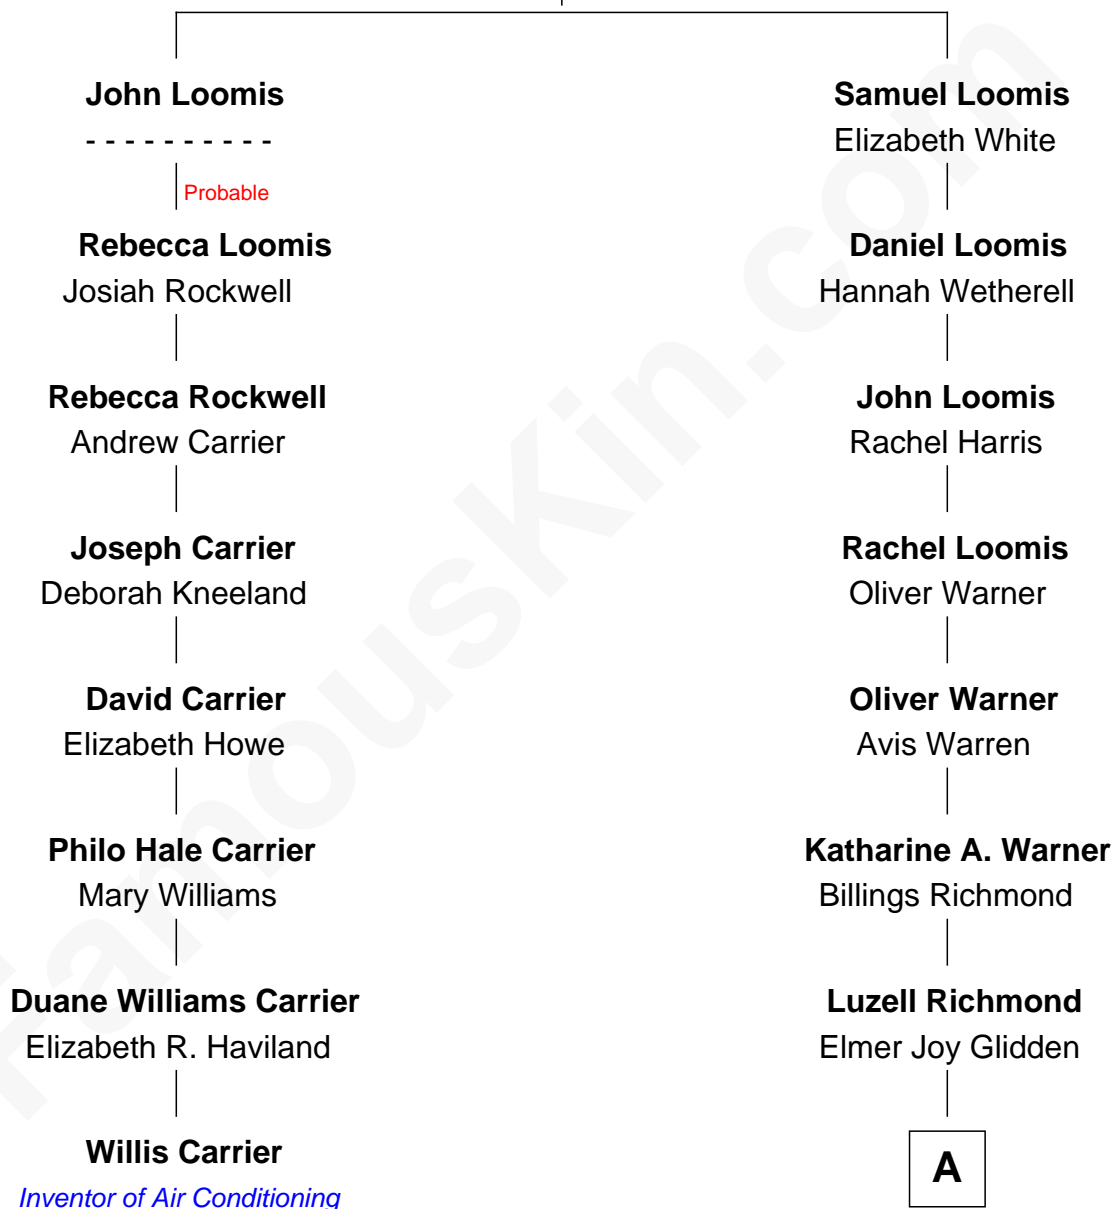 John Loomis
- - - - - - - - - -
Probable
Rebecca Loomis
Josiah Rockwell
Rebecca Rockwell
Andrew Carrier
Joseph Carrier
Deborah Kneeland
David Carrier
Elizabeth Howe
Philo Hale Carrier
Mary Williams
Duane Williams Carrier
Elizabeth R. Haviland
Willis Carrier
Inventor of Air Conditioning
Samuel Loomis
Elizabeth White
Daniel Loomis
Hannah Wetherell
John Loomis
Rachel Harris
Rachel Loomis
Oliver Warner
Oliver Warner
Avis Warren
Katharine A. Warner
Billings Richmond
Luzell Richmond
Elmer Joy Glidden
A
FamousKin.com